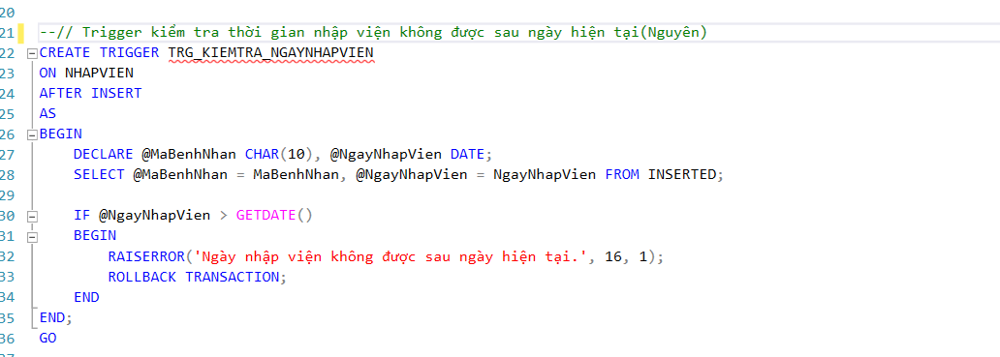 20
21 --// Trigger kiểm tra thời gian nhập viện không được sau ngày hiện tại(Nguyên)
22 CREATE TRIGGER TRG_KIEMTRA_NGAYNHAPVIEN
23 ON NHAPVIEN
24 AFTER INSERT
25 AS
26 BEGIN
27 DECLARE @MaBenhNhan CHAR(10), @NgayNhapVien DATE;
28 SELECT @MaBenhNhan = MaBenhNhan, @NgayNhapVien = NgayNhapVien FROM INSERTED;
29
30 IF @NgayNhapVien > GETDATE()
31 BEGIN
32 RAISERROR('Ngày nhập viện không được sau ngày hiện tại.', 16, 1);
33 ROLLBACK TRANSACTION;
34 END
35 END;
36 GO